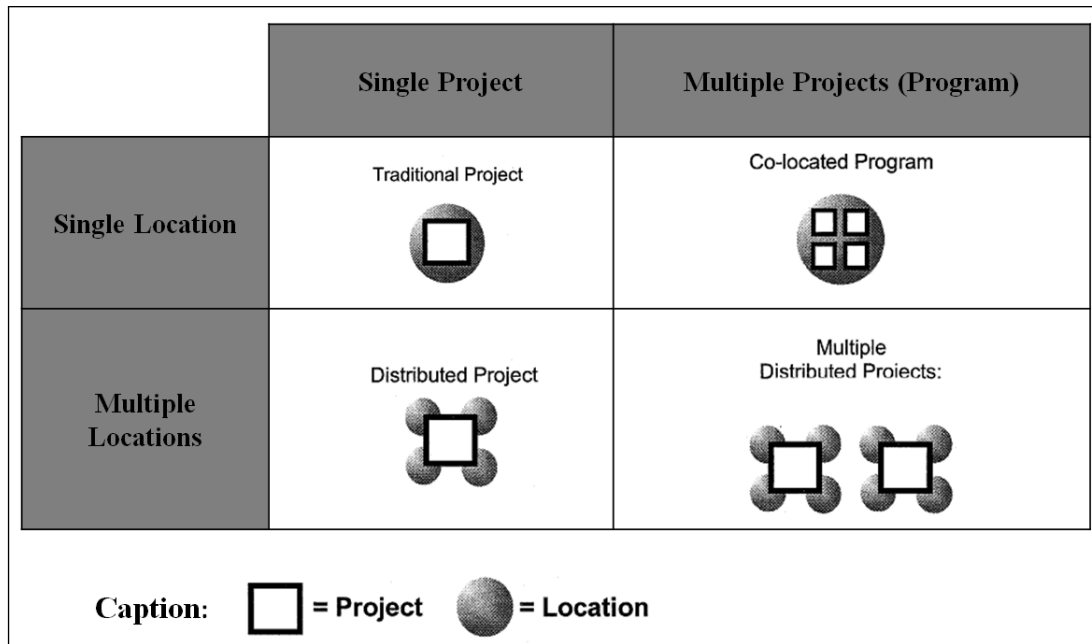 Single Project
Multiple Projects (Program)
Single Location
Traditional Project
Co-located Program
Multiple
Locations
Distributed Project
Multiple
Distributed Projects:
Caption:
= Project
= Location